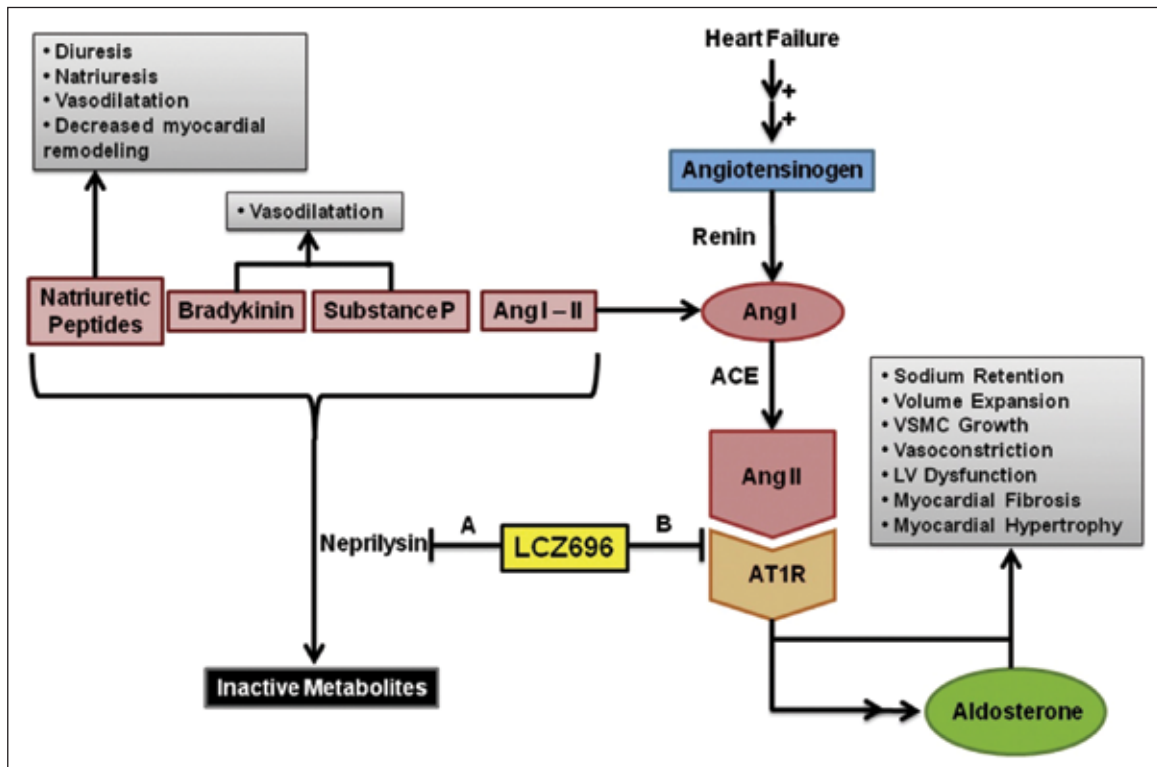 • Diuresis
• Natriuresis
• Vasodilatation
• Decreased myocardial
remodeling
Heart Failure
+
+
Angiotensinogen
• Vasodilatation
Renin
Natriuretic
Peptides
Bradykinin
Substance P
Ang I – II
Ang I
ACE
• Sodium Retention
• Volume Expansion
• VSMC Growth
• Vasoconstriction
• LV Dysfunction
• Myocardial Fibrosis
• Myocardial Hypertrophy
Ang II
Neprilysin
A
LCZ696
B
AT1R
Inactive Metabolites
Aldosterone